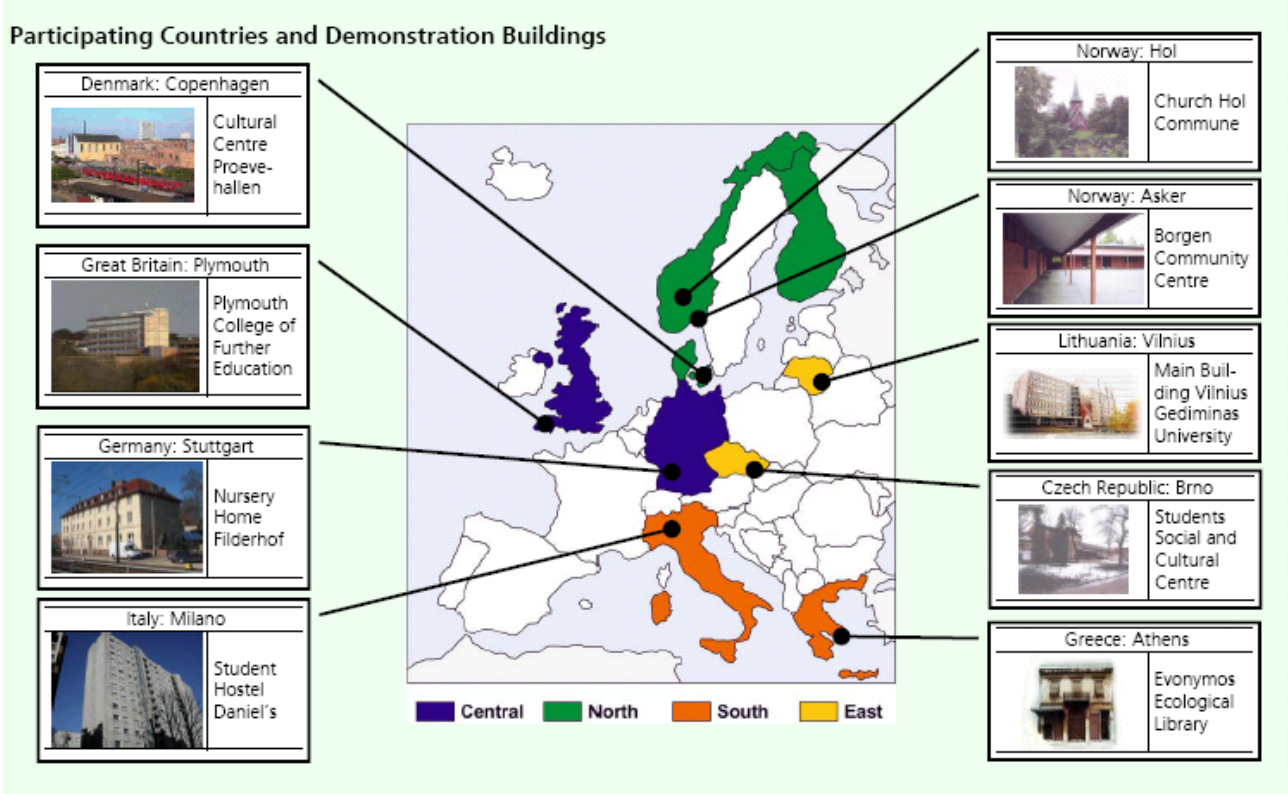 Participating Countries and Demonstration Buildings
Denmark: Copenhagen
Cultural
Centre
Proeve-
hallen
Great Britain: Plymouth
Plymouth
College of
Further
Education
Germany: Stuttgart
Nursery
Home
Filderhof
Italy: Milano
Student
Hostel
Daniel's
Central
North
South
East
Norway: Hol
Church Hol
Commune
Norway: Asker
Borgen
Community
Centre
Lithuania: Vilnius
Main Buil-
ding Vilnius
Gediminas
University
Czech Republic: Brno
Students
Social and
Cultural
Centre
Greece: Athens
Evonymos
Ecological
Library